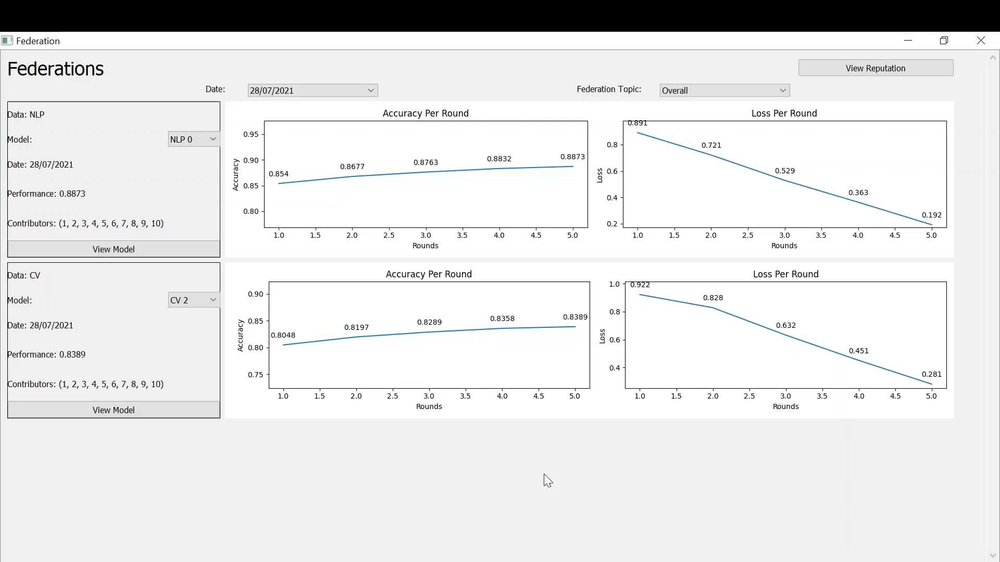 Federation
Federations
View Reputation
Date:
28/07/2021
Federation Topic:
Overall
Data: NLP
Model:
NLP 0
Date: 28/07/2021
Performance: 0.8873
Contributors: (1, 2, 3, 4, 5, 6, 7, 8, 9, 10)
View Model
Accuracy Per Round
Accuracy
0.95
0.90
0.85
0.80
0.854
0.8677
0.8763
0.8832
0.8873
1.0 1.5 2.0 2.5 3.0 3.5 4.0 4.5 5.0
Rounds
Loss Per Round
Loss
0.8
0.6
0.4
0.2
0.891
0.721
0.529
0.363
0.192
1.0 1.5 2.0 2.5 3.0 3.5 4.0 4.5 5.0
Rounds
Data: CV
Model:
CV 2
Date: 28/07/2021
Performance: 0.8389
Contributors: (1, 2, 3, 4, 5, 6, 7, 8, 9, 10)
View Model
Accuracy Per Round
Accuracy
0.90
0.85
0.80
0.75
0.8048
0.8197
0.8289
0.8358
0.8389
1.0 1.5 2.0 2.5 3.0 3.5 4.0 4.5 5.0
Rounds
Loss Per Round
Loss
1.0
0.8
0.6
0.4
0.922
0.828
0.632
0.451
0.281
1.0 1.5 2.0 2.5 3.0 3.5 4.0 4.5 5.0
Rounds